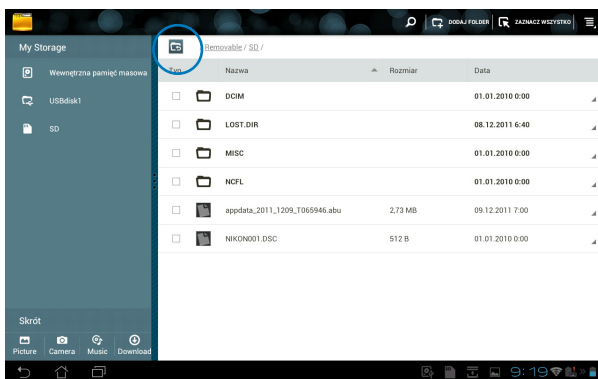 DODAJ FOLDER ZAZNACZ WSZYSTKO
My Storage
Removable / SD /
Typ Nazwa Rozmiar Data
Wewnętrzna pamięć masowa
USBdisk1
SD
DCIM 01.01.2010 0:00
LOST.DIR 08.12.2011 6:40
MISC 01.01.2010 0:00
NCFL 01.01.2010 0:00
appdata_2011_1209_T065946.abu 2,73 MB 09.12.2011 7:00
NIKON001.DSC 512 B 01.01.2010 0:00
Skrót
Picture Camera Music Download
9:19